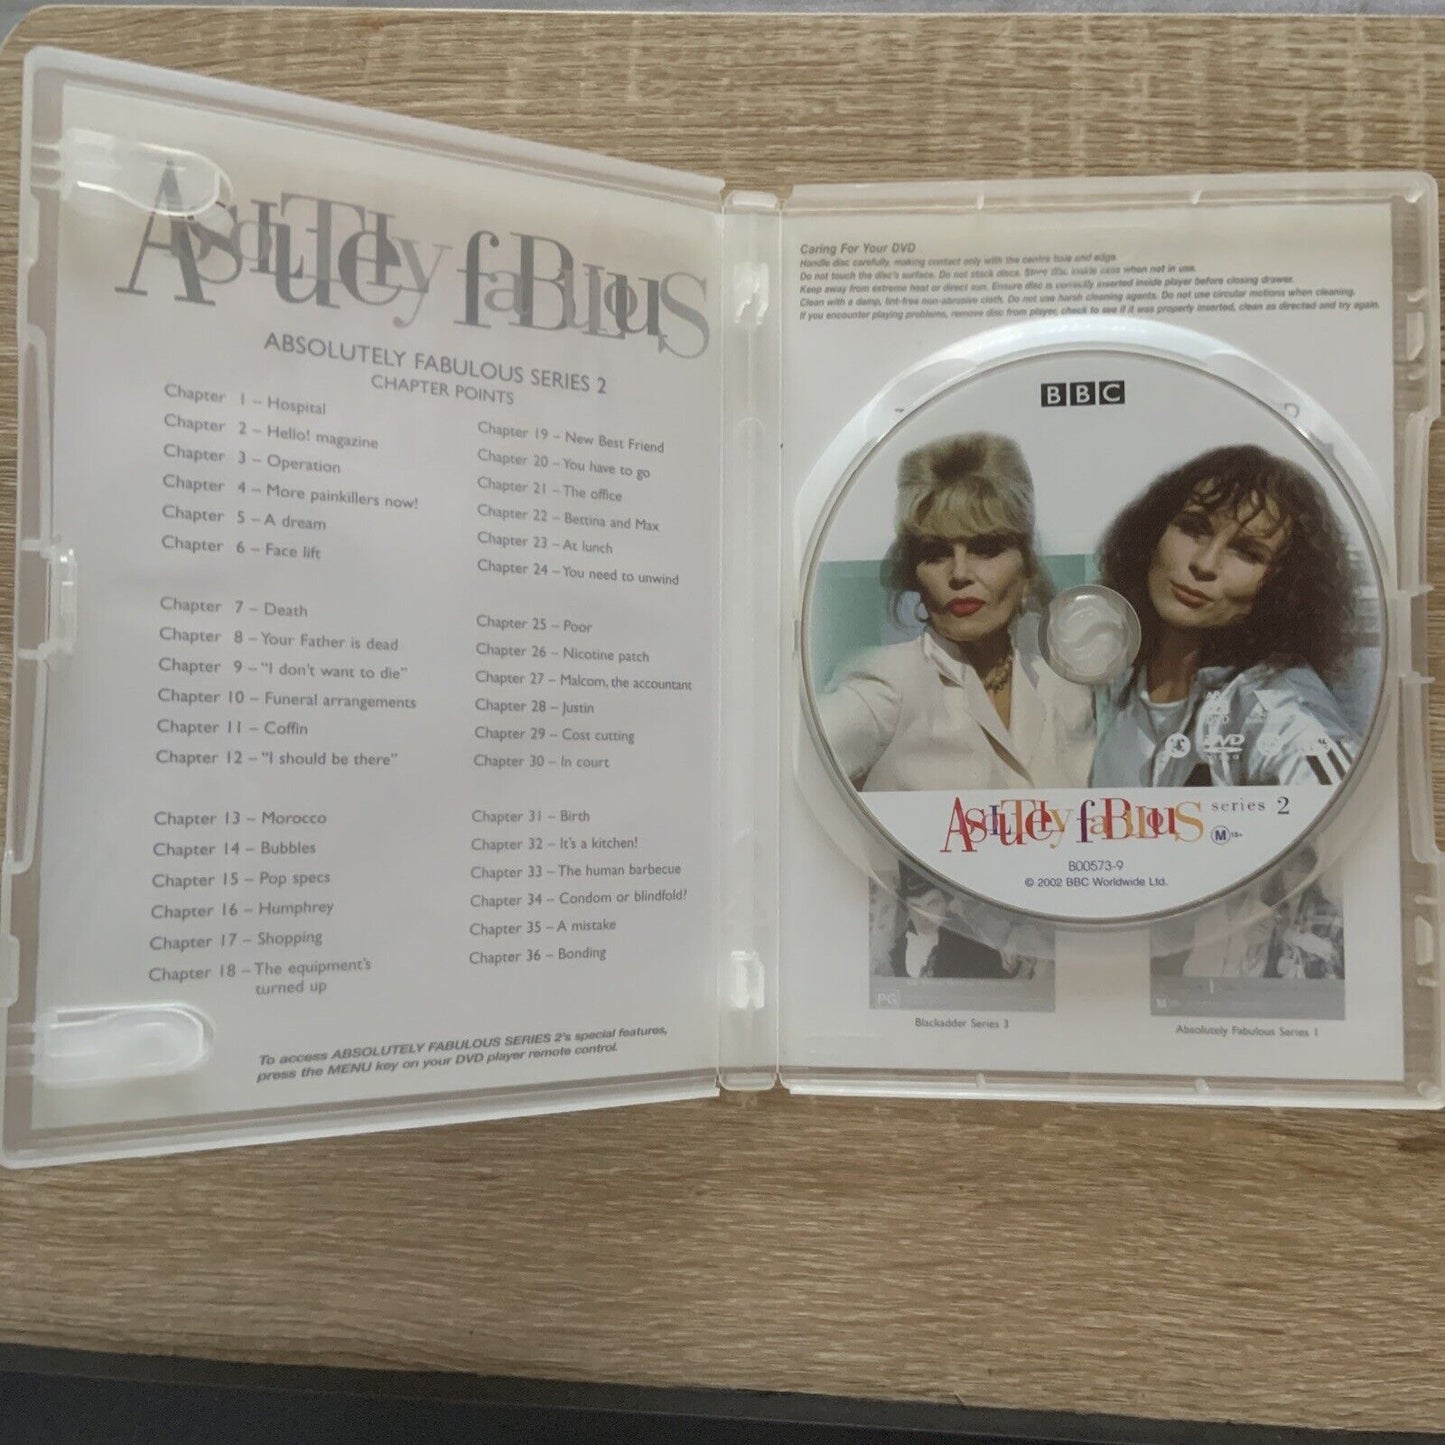 AbsoluTely faBulouS
ABSOLUTELY FABULOUS SERIES 2
CHAPTER POINTS
Chapter 1 – Hospital
Chapter 2 – Hello! magazine
Chapter 3 – Operation
Chapter 4 – More painkillers now!
Chapter 5 – A dream
Chapter 6 – Face lift
Chapter 7 – Death
Chapter 8 – Your Father is dead
Chapter 9 – "I don't want to die"
Chapter 10 – Funeral arrangements
Chapter 11 – Coffin
Chapter 12 – "I should be there"
Chapter 13 – Morocco
Chapter 14 – Bubbles
Chapter 15 – Pop specs
Chapter 16 – Humphrey
Chapter 17 – Shopping
Chapter 18 – The equipment's
turned up
Chapter 19 – New Best Friend
Chapter 20 – You have to go
Chapter 21 – The office
Chapter 22 – Bettina and Max
Chapter 23 – At lunch
Chapter 24 – You need to unwind
Chapter 25 – Poor
Chapter 26 – Nicotine patch
Chapter 27 – Malcom, the accountant
Chapter 28 – Justin
Chapter 29 – Cost cutting
Chapter 30 – In court
Chapter 31 – Birth
Chapter 32 – It's a kitchen!
Chapter 33 – The human barbecue
Chapter 34 – Condom or blindfold?
Chapter 35 – A mistake
Chapter 36 – Bonding
To access ABSOLUTELY FABULOUS SERIES 2's special features,
press the MENU key on your DVD player remote control.
Caring For Your DVD
Handle disc carefully, making contact only with the centre hole and edge.
Do not touch the disc's surface. Do not stack discs. Store disc inside case when not in use.
Keep away from extreme heat or direct sun. Ensure disc is correctly inserted inside player before closing drawer.
Clean with a damp, lint-free non-abrasive cloth. Do not use harsh cleaning agents. Do not use circular motions when cleaning.
If you encounter playing problems, remove disc from player, check to see if it was properly inserted, clean as directed and try again.
BBC
DVD
AbsoluTely faBulouS series 2
M 15+
B00573-9
© 2002 BBC Worldwide Ltd.
PG
M
Blackadder Series 3
Absolutely Fabulous Series 1